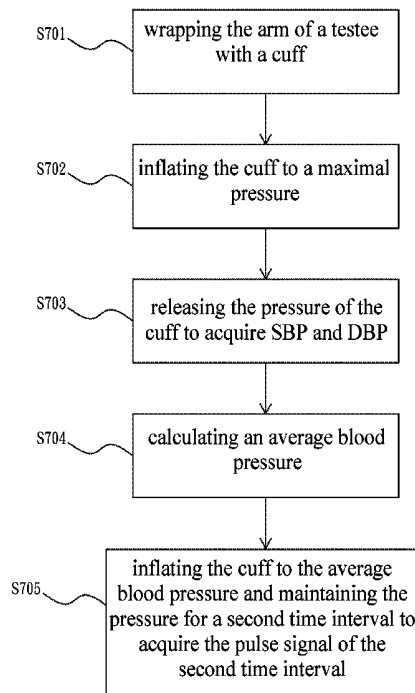 S701
wrapping the arm of a testee
with a cuff
S702
inflating the cuff to a maximal
pressure
S703
releasing the pressure of the
cuff to acquire SBP and DBP
S704
calculating an average blood
pressure
S705
inflating the cuff to the average
blood pressure and maintaining the
pressure for a second time interval to
acquire the pulse signal of the
second time interval